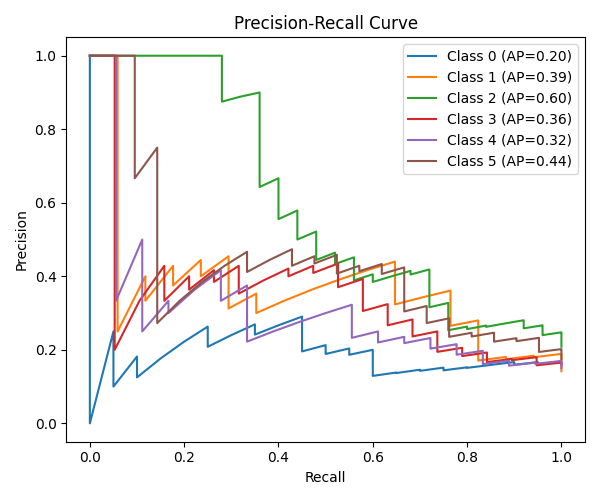 Precision-Recall Curve
Class 0 (AP=0.20)
Class 1 (AP=0.39)
Class 2 (AP=0.60)
Class 3 (AP=0.36)
Class 4 (AP=0.32)
Class 5 (AP=0.44)
Precision
1.0
0.8
0.6
0.4
0.2
0.0
0.0 0.2 0.4 0.6 0.8 1.0
Recall